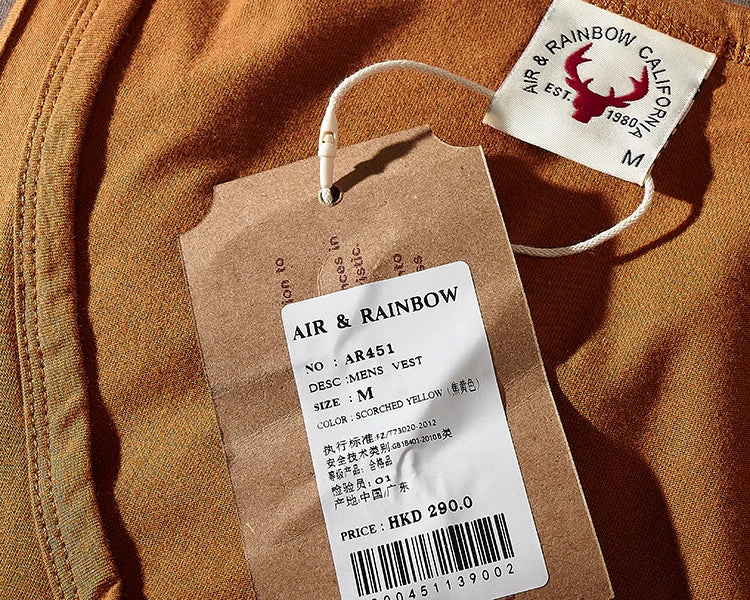 AIR & RAINBOW CALIFORNIA
EST. 1980
M
AIR & RAINBOW
NO : AR451
DESC :MENS VEST
SIZE : M
COLOR : SCORCHED YELLOW (焦黄色)
执行标准:FZ/T73020-2012
安全技术类别:GB18401-2010B类
等级产品: 合格品
检验员: 01
产地:中国/广东
PRICE : HKD 290.0
000451139002